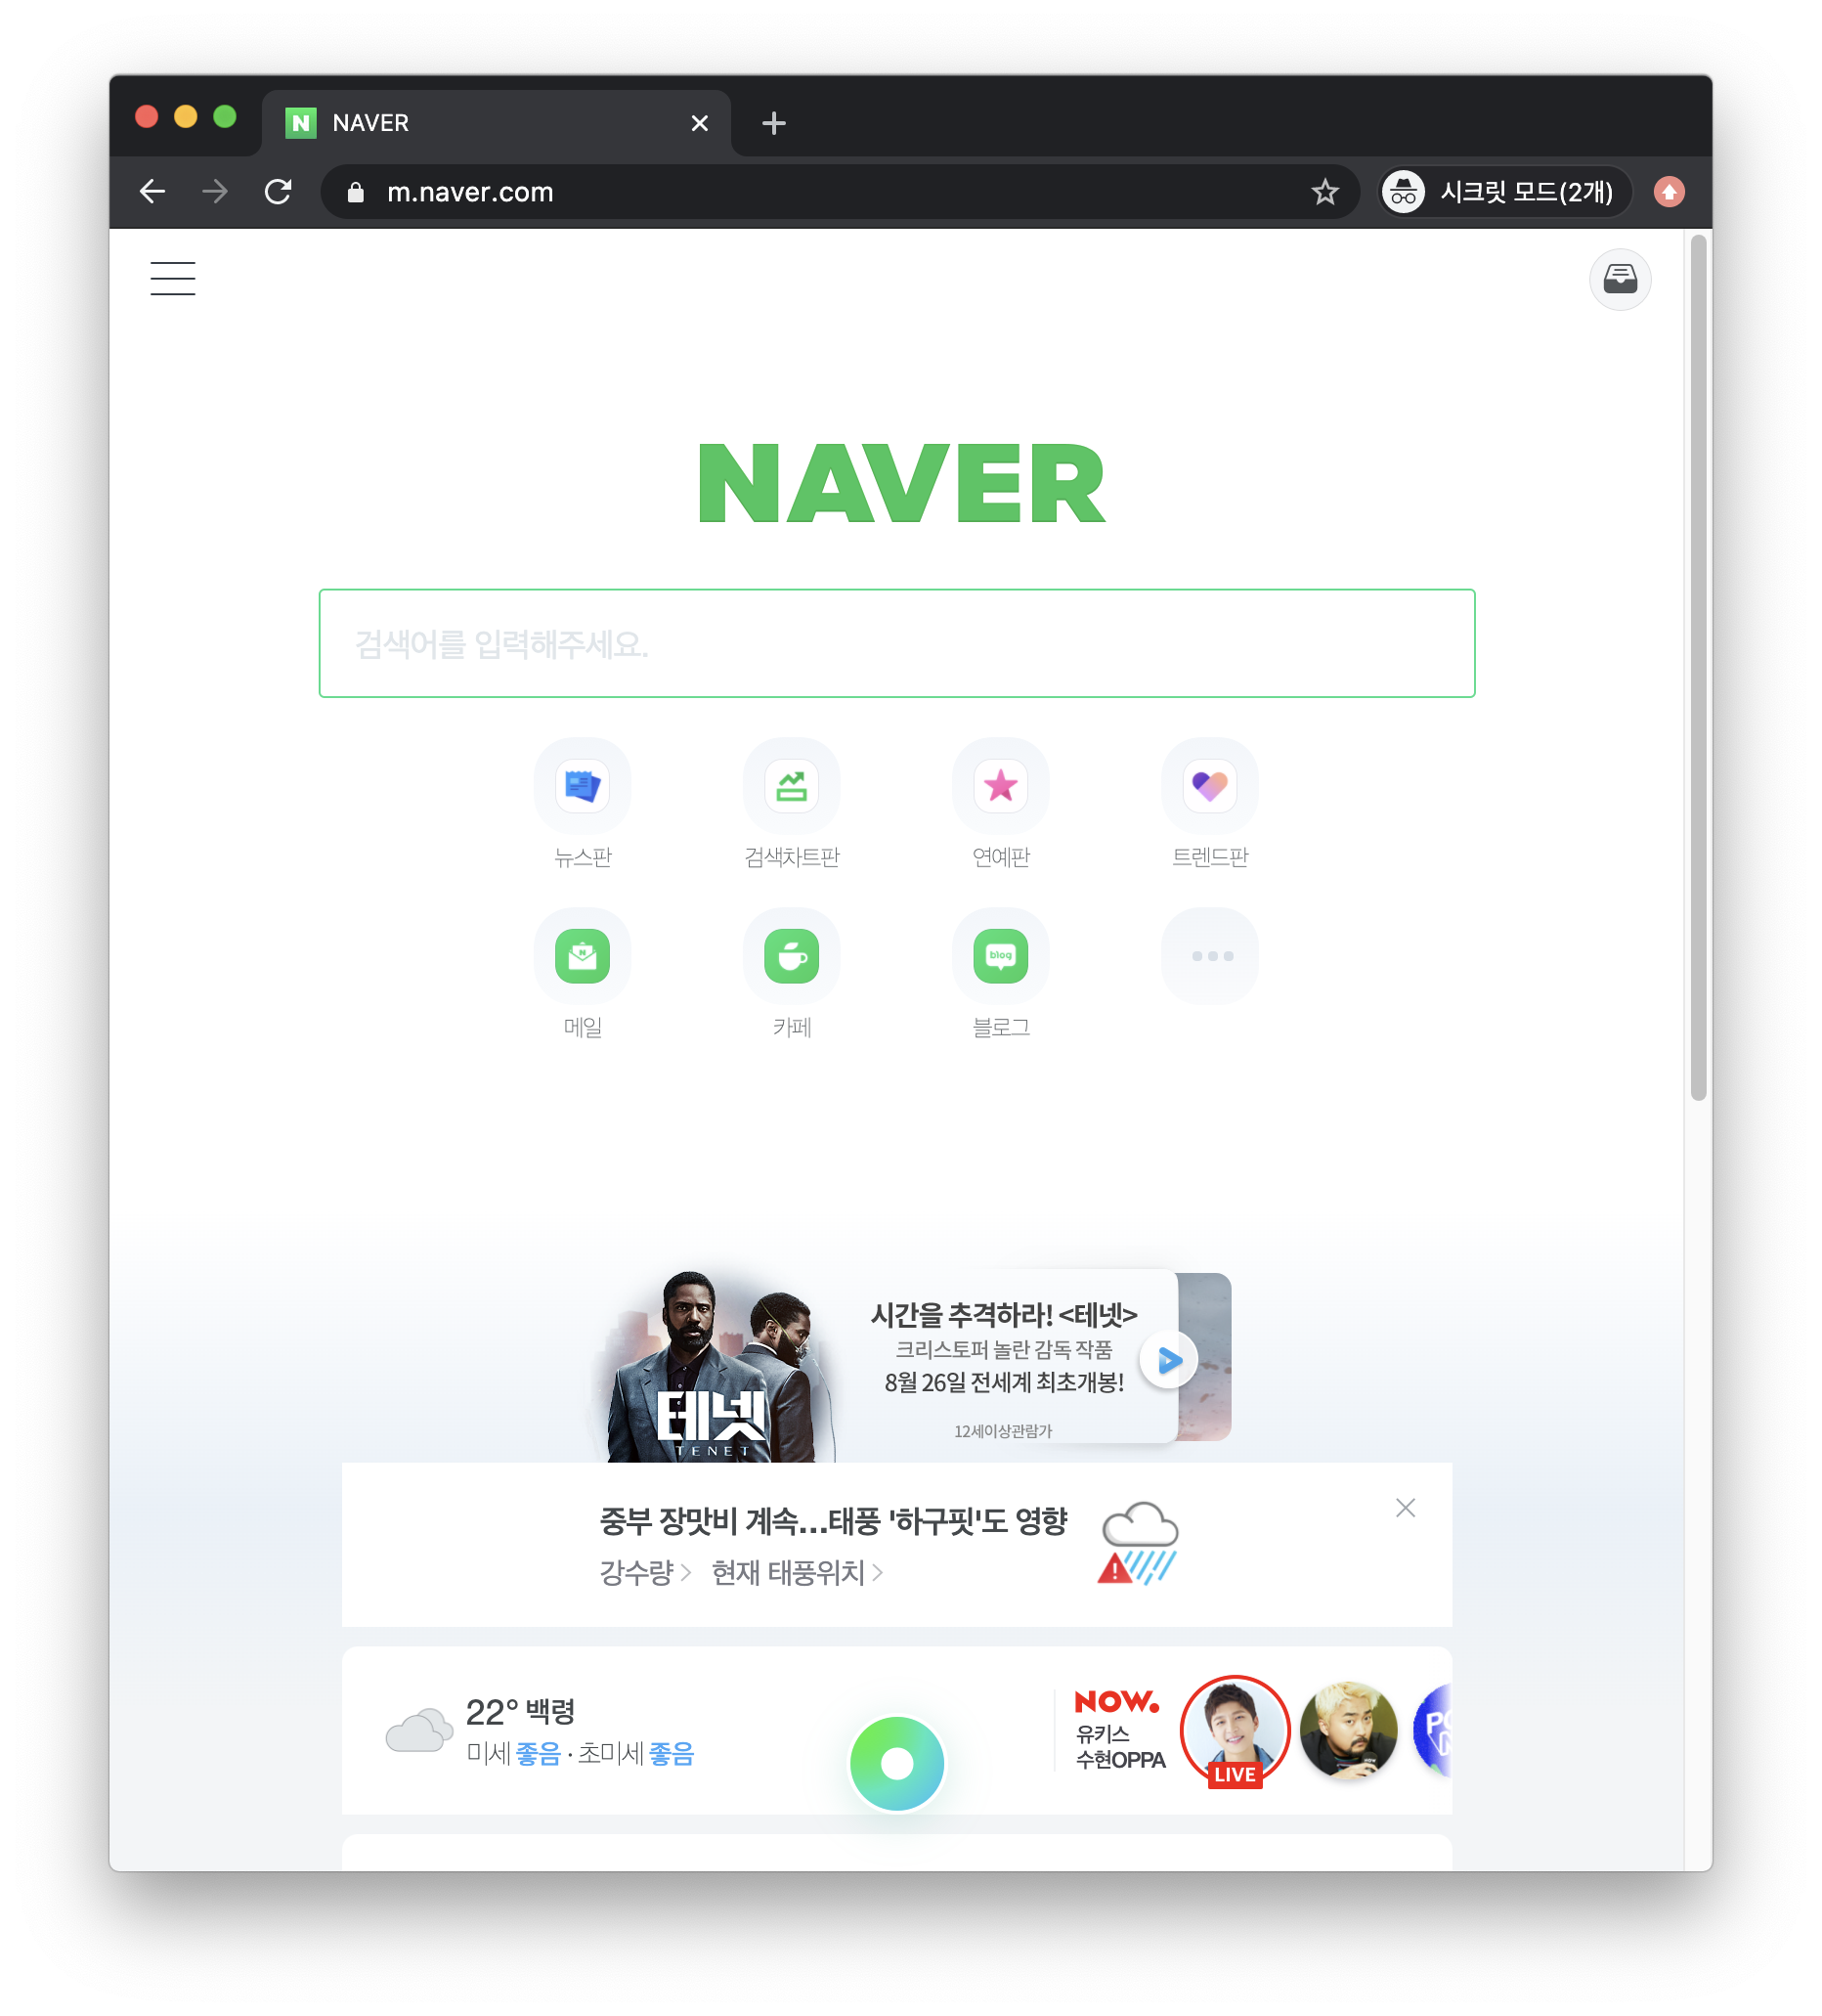 NAVER
m.naver.com
시크릿 모드(2개)
NAVER
검색어를 입력해주세요.
뉴스판 검색차트판 연예판 트렌드판
blog
메일 카페 블로그
시간을 추격하라! <테넷>
크리스토퍼 놀란 감독 작품
8월 26일 전세계 최초개봉!
12세이상관람가
테넷
TENET
중부 장맛비 계속...태풍 '하구핏'도 영향
강수량 현재 태풍위치
22° 백령
미세 좋음 · 초미세 좋음
NOW.
유키스
수현OPPA
LIVE